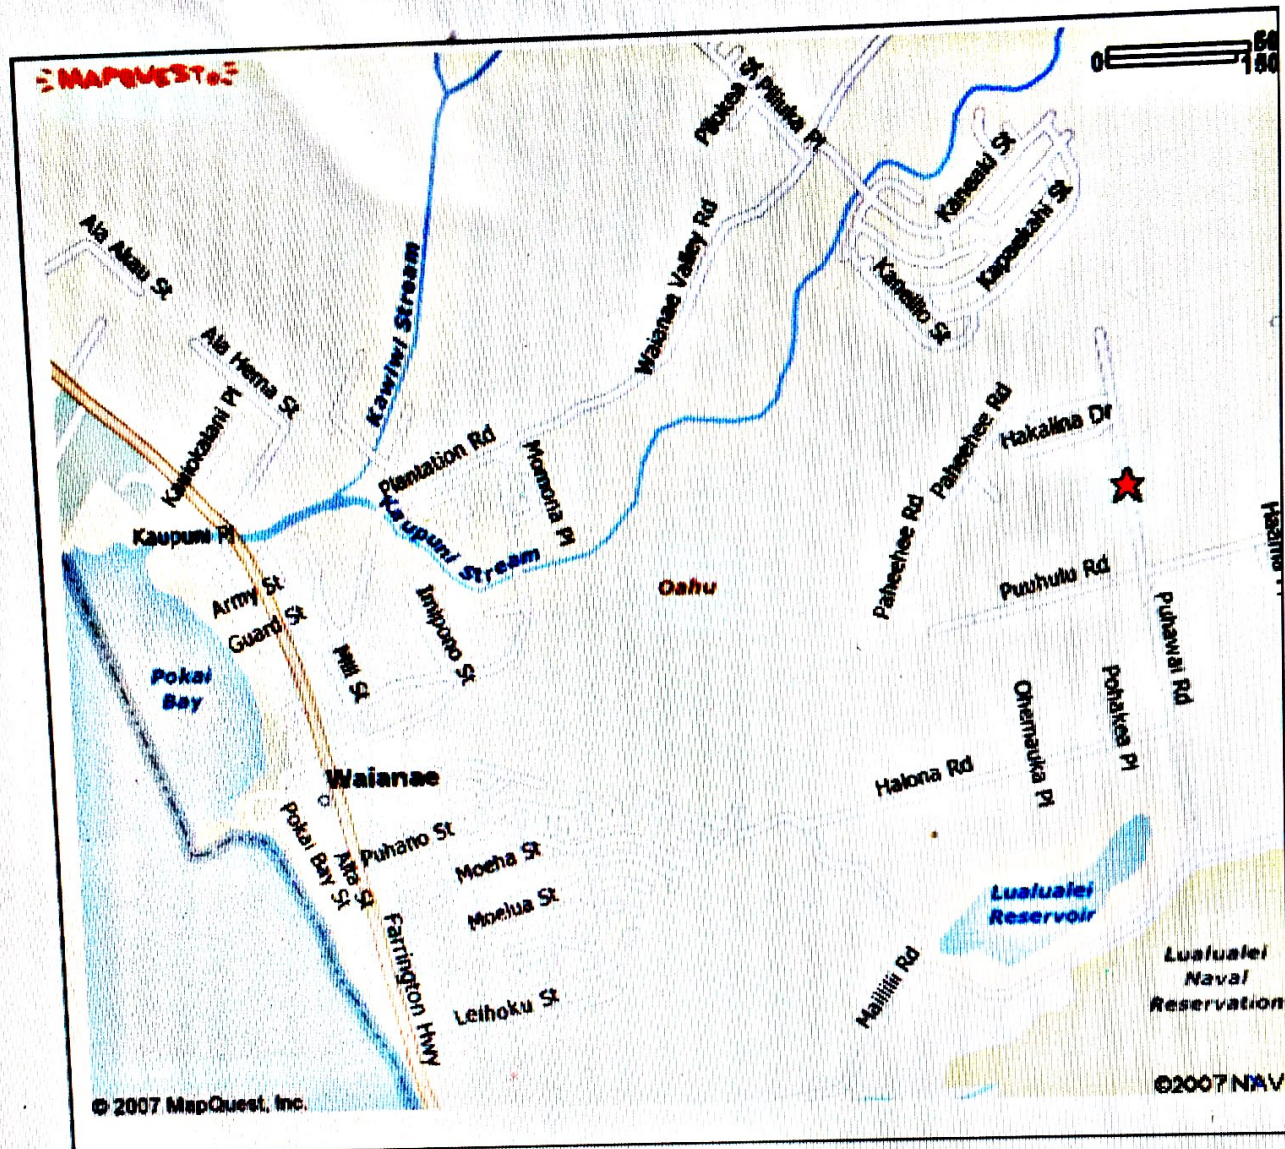 MAPQUEST
0
Pilokea St
Piliuka Pl
Kaneaki St
Kapaekahi St
Kaneilio St
Ala Akau St
Kawiwi Stream
Waianae Valley Rd
Ala Hema St
Kauiokalani Pl
Plantation Rd
Momona Pl
Paheehee Rd
Hakalina Dr
Kaupuni Pl
Kaupuni Stream
Oahu
Paheehee Rd
Puuhulu Rd
Puhawai Rd
Army St
Guard St
Imipono St
Mill St
Pokai
Bay
Ohemauka Pl
Pohakea Pl
Waianae
Halona Rd
Pokai Bay St
Alta St
Puhano St
Moeha St
Moelua St
Lualualei
Reservoir
Farrington Hwy
Leihoku St
Mailiilii Rd
Lualualei
Naval
Reservation
© 2007 MapQuest, Inc.
©2007 NAV